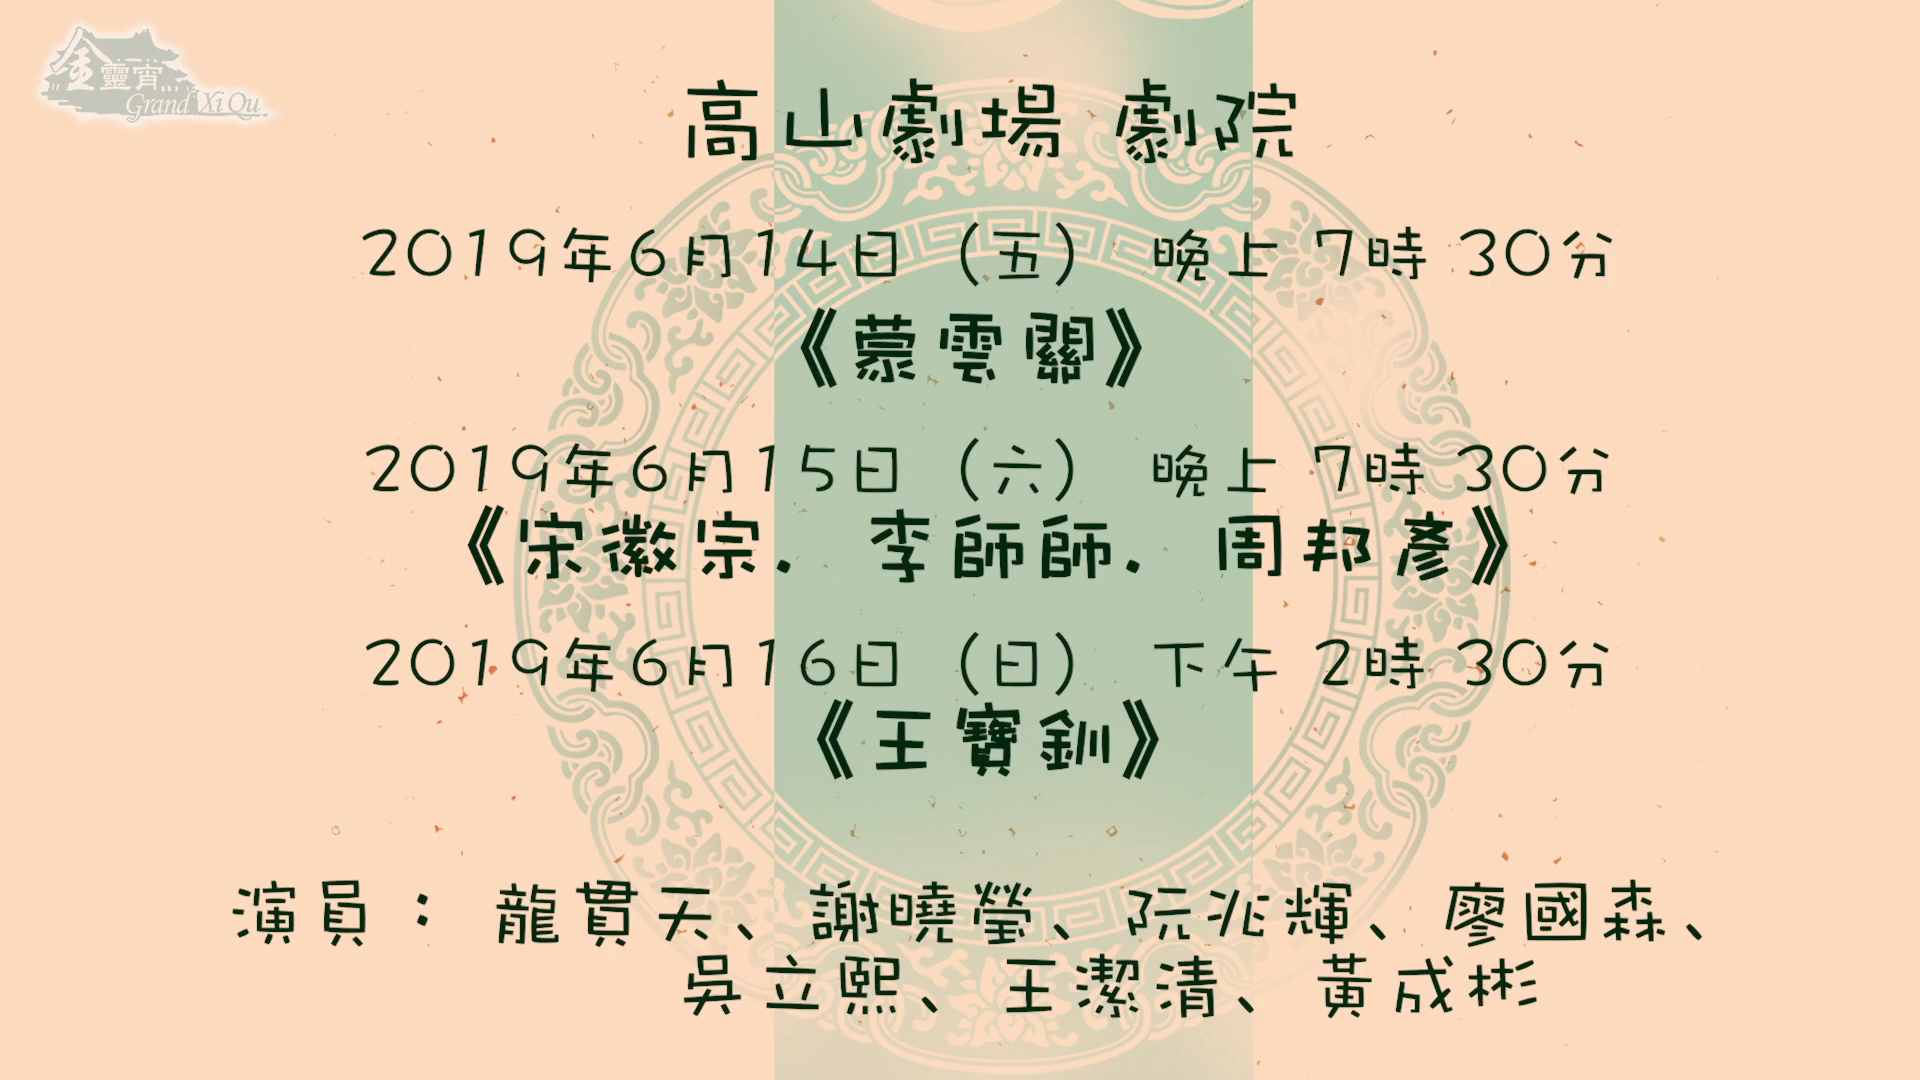 金靈宵
Grand Xi Qu
高山劇場 劇院
2019年6月14日 (五) 晚上 7時 30分
《蒙雲關》
2019年6月15日 (六) 晚上 7時 30分
《宋徽宗．李師師．周邦彥》
2019年6月16日 (日) 下午 2時 30分
《王寶釧》
演員：龍貫天、謝曉瑩、阮兆輝、廖國森、
吳立熙、王潔清、黃成彬